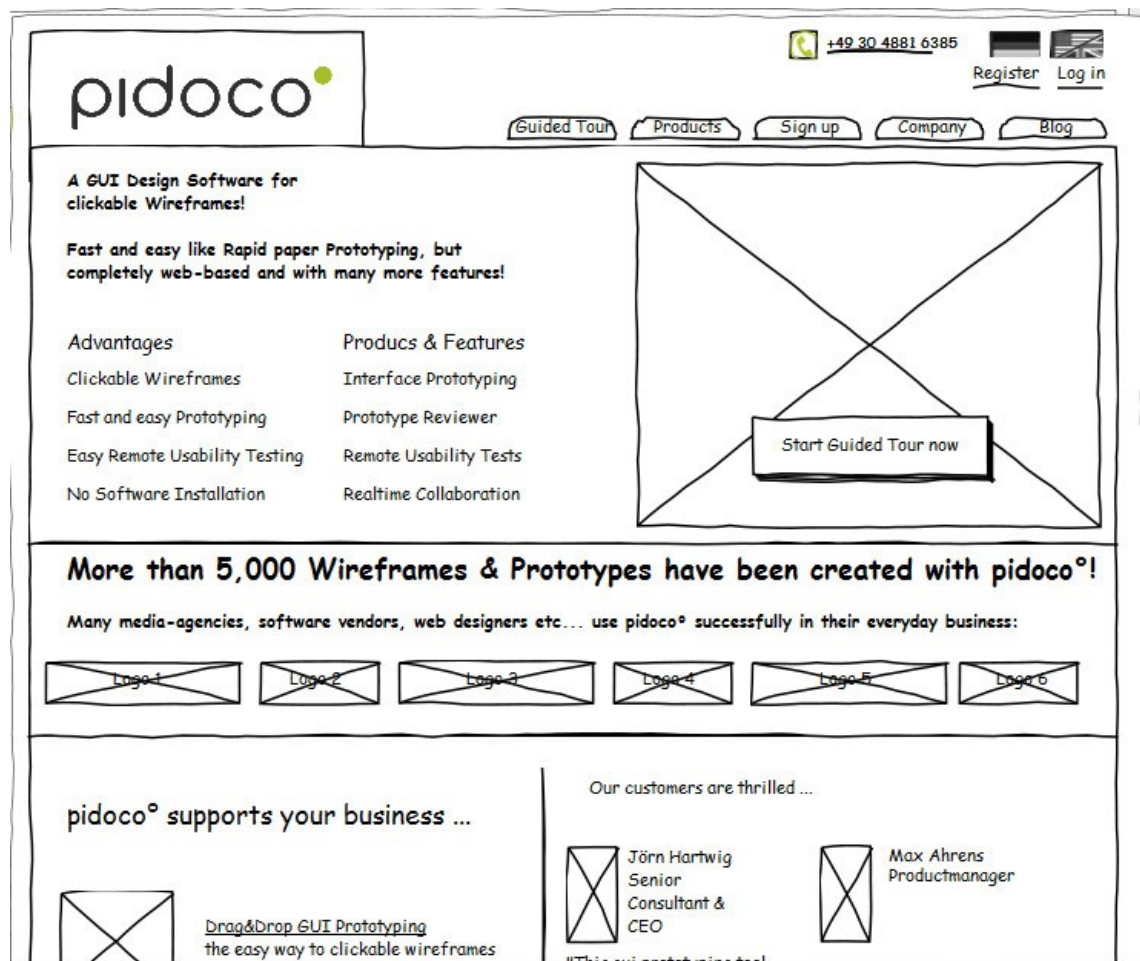 +49 30 4881 6385
Register Log in
pidoco°
Guided Tour Products Sign up Company Blog
A GUI Design Software for
clickable Wireframes!
Fast and easy like Rapid paper Prototyping, but
completely web-based and with many more features!
Advantages
Clickable Wireframes
Fast and easy Prototyping
Easy Remote Usability Testing
No Software Installation
Producs & Features
Interface Prototyping
Prototype Reviewer
Remote Usability Tests
Realtime Collaboration
Start Guided Tour now
More than 5,000 Wireframes & Prototypes have been created with pidoco°!
Many media-agencies, software vendors, web designers etc... use pidoco° successfully in their everyday business:
Logo 1 Logo 2 Logo 3 Logo 4 Logo 5 Logo 6
pidoco° supports your business ...
Drag&Drop GUI Prototyping
the easy way to clickable wireframes
Our customers are thrilled ...
Jörn Hartwig
Senior
Consultant &
CEO
Max Ahrens
Productmanager
"This gui prototyping tool